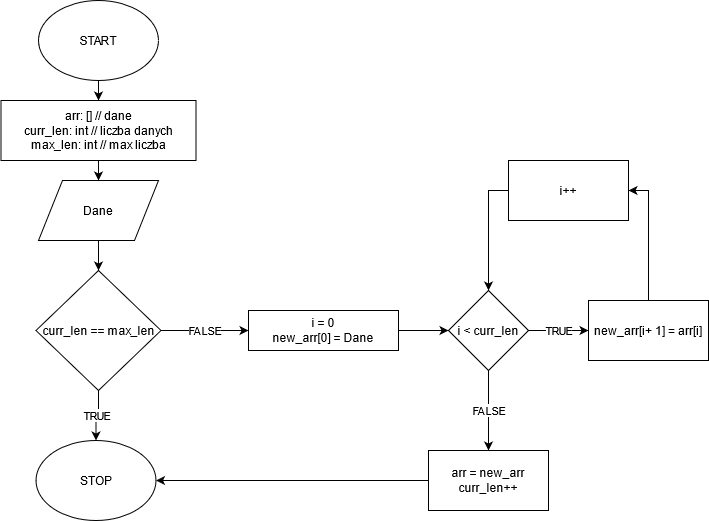 START
arr: [] // dane
curr_len: int // liczba danych
max_len: int // max liczba
Dane
curr_len == max_len
FALSE
TRUE
STOP
i = 0
new_arr[0] = Dane
i < curr_len
TRUE
new_arr[i+ 1] = arr[i]
i++
FALSE
arr = new_arr
curr_len++